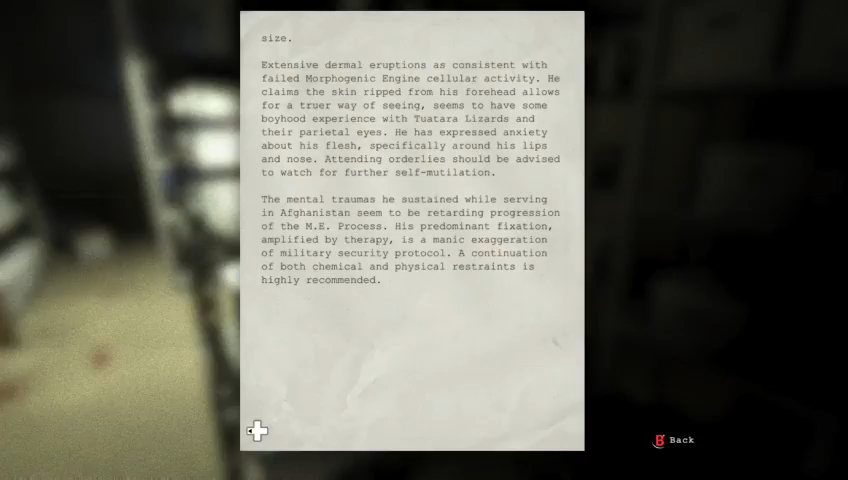 size.
Extensive dermal eruptions as consistent with
failed Morphogenic Engine cellular activity. He
claims the skin ripped from his forehead allows
for a truer way of seeing, seems to have some
boyhood experience with Tuatara Lizards and
their parietal eyes. He has expressed anxiety
about his flesh, specifically around his lips
and nose. Attending orderlies should be advised
to watch for further self-mutilation.
The mental traumas he sustained while serving
in Afghanistan seem to be retarding progression
of the M.E. Process. His predominant fixation,
amplified by therapy, is a manic exaggeration
of military security protocol. A continuation
of both chemical and physical restraints is
highly recommended.
B Back